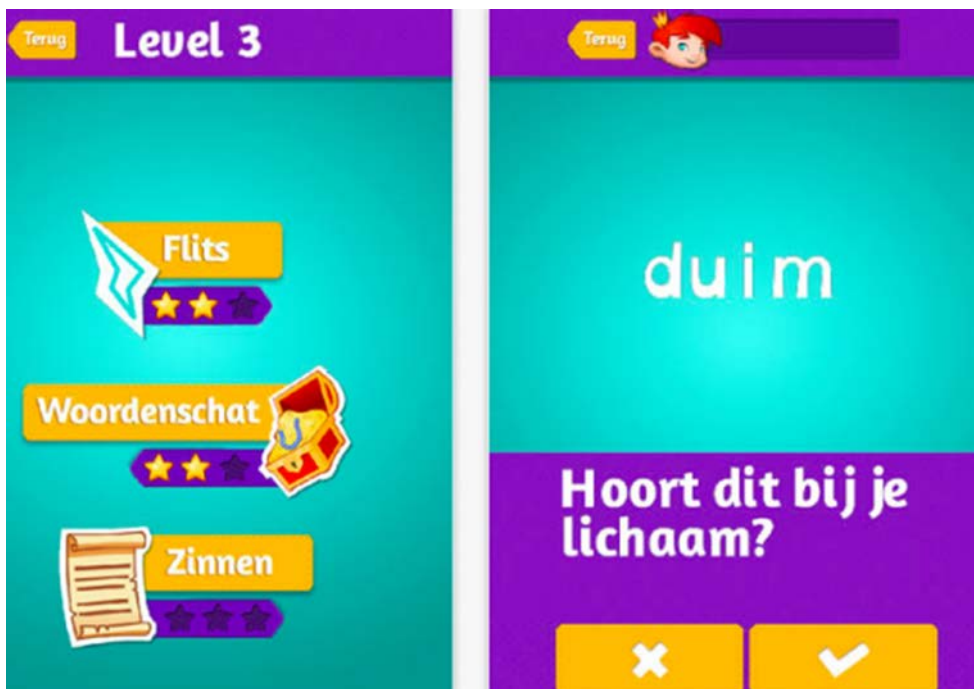 Terug
Level 3
Flits
Woordenschat
Zinnen
Terug
duim
Hoort dit bij je
lichaam?